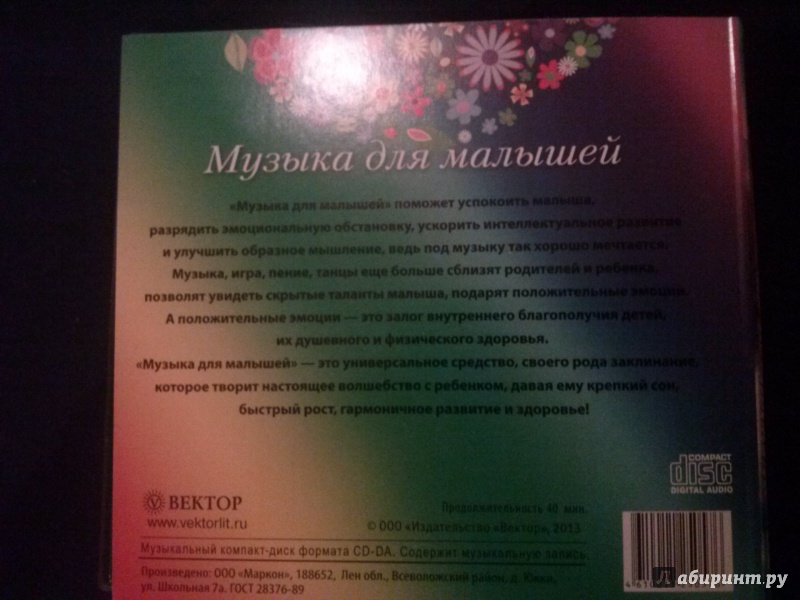 Музыка для малышей
«Музыка для малышей» поможет успокоить малыша,
разрядить эмоциональную обстановку, ускорить интеллектуальное развитие
и улучшить образное мышление, ведь под музыку так хорошо мечтается.
Музыка, игра, пение, танцы еще больше сблизят родителей и ребенка,
позволят увидеть скрытые таланты малыша, подарят положительные эмоции.
А положительные эмоции — это залог внутреннего благополучия детей,
их душевного и физического здоровья.
«Музыка для малышей» — это универсальное средство, своего рода заклинание,
которое творит настоящее волшебство с ребенком, давая ему крепкий сон,
быстрый рост, гармоничное развитие и здоровье!
COMPACT
disc
DIGITAL AUDIO
ВЕКТОР
www.vektorlit.ru
Продолжительность 40 мин.
© ООО «Издательство «Вектор», 2013
Музыкальный компакт-диск формата CD-DA. Содержит музыкальную запись.
Произведено: ООО «Маркон», 188652, Лен обл., Всеволожский район, д. Юкки,
ул. Школьная 7а. ГОСТ 28376-89
Лабиринт.ру